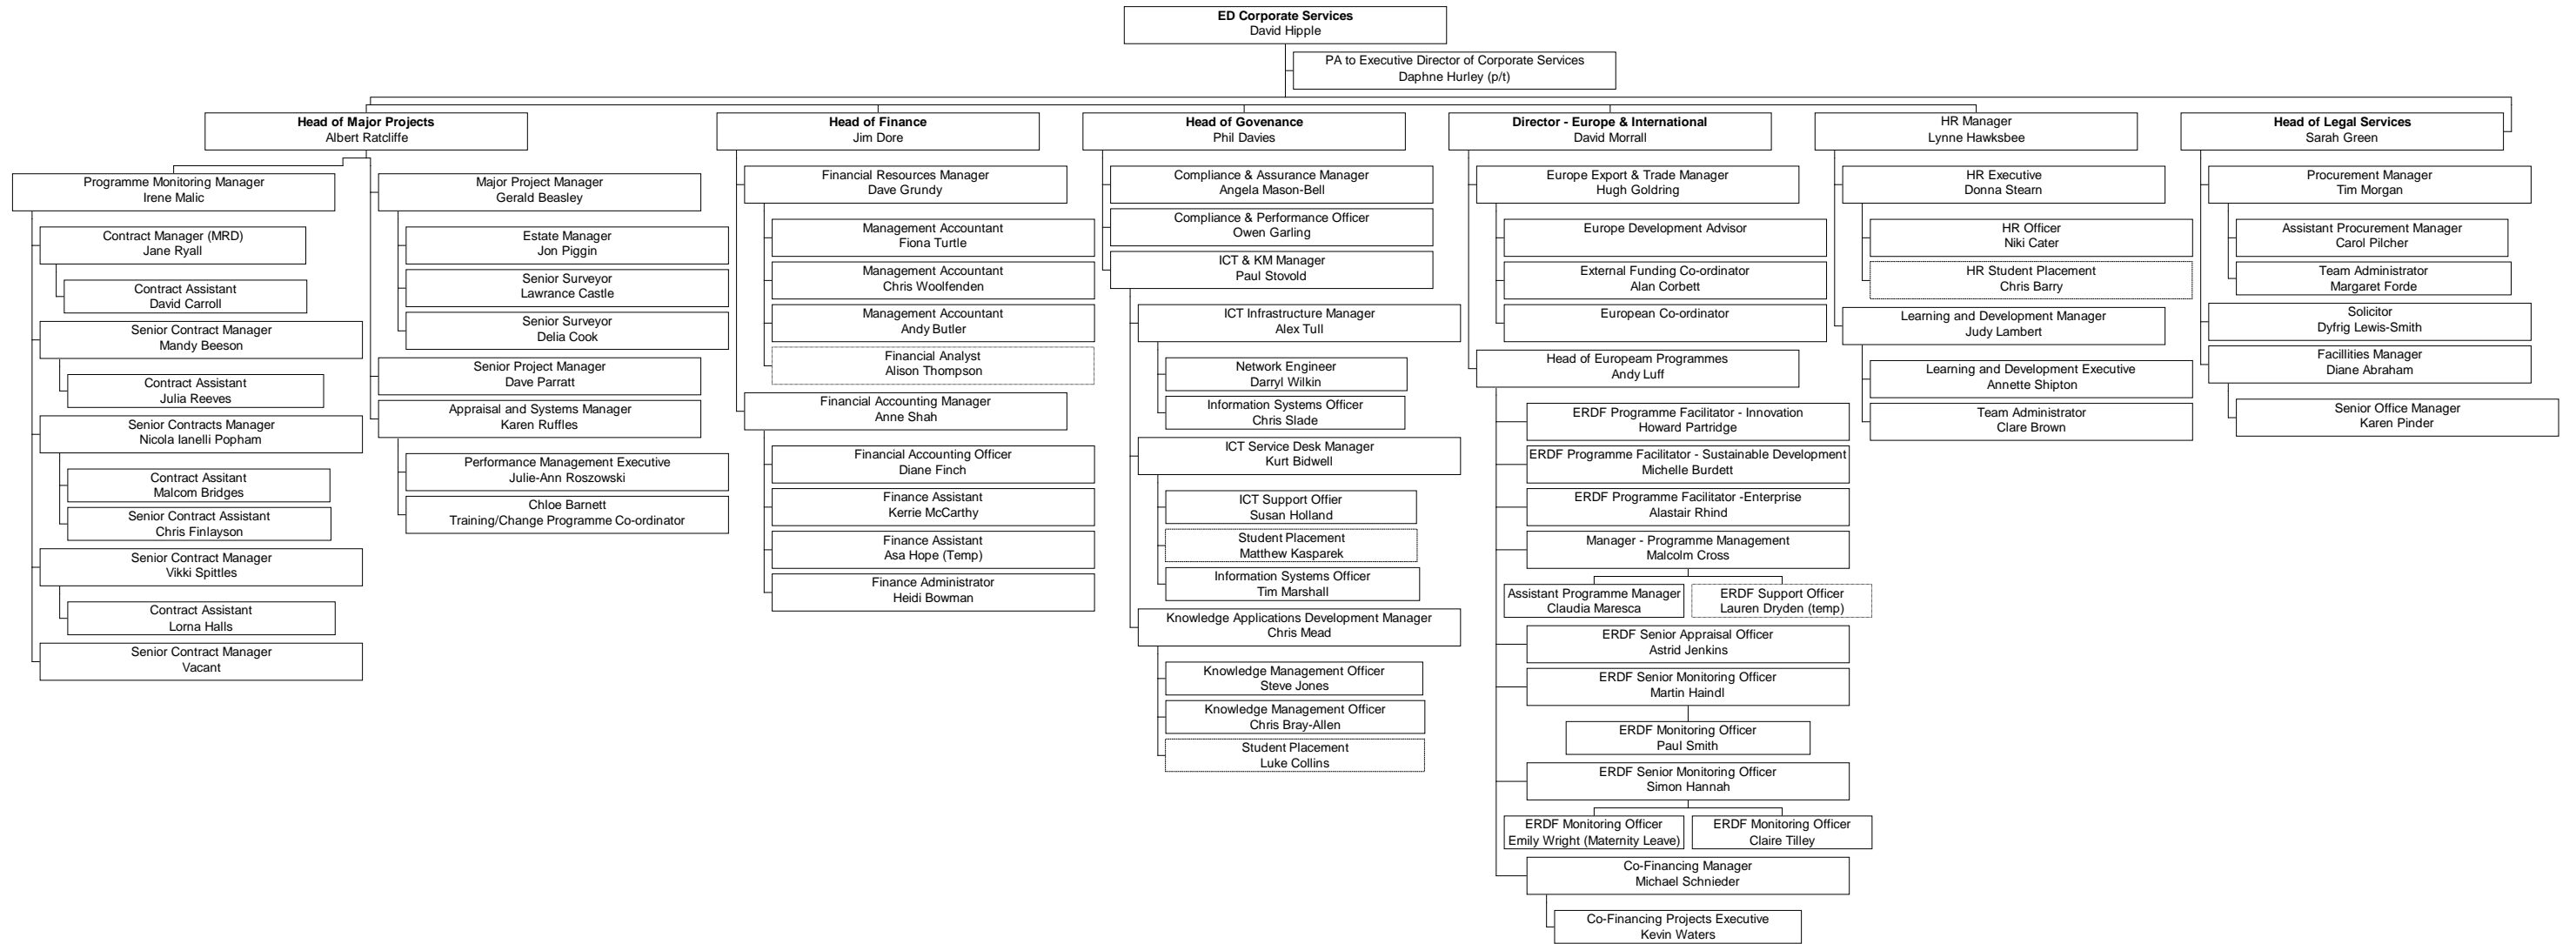 ED Corporate Services
David Hipple
PA to Executive Director of Corporate Services
Daphne Hurley (p/t)
Head of Major Projects
Albert Ratcliffe
Programme Monitoring Manager
Irene Malic
Contract Manager (MRD)
Jane Ryall
Contract Assistant
David Carroll
Senior Contract Manager
Mandy Beeson
Contract Assistant
Julia Reeves
Senior Contracts Manager
Nicola Ianelli Popham
Contract Assitant
Malcom Bridges
Senior Contract Assistant
Chris Finlayson
Senior Contract Manager
Vikki Spittles
Contract Assistant
Lorna Halls
Senior Contract Manager
Vacant
Major Project Manager
Gerald Beasley
Estate Manager
Jon Piggin
Senior Surveyor
Lawrance Castle
Senior Surveyor
Delia Cook
Senior Project Manager
Dave Parratt
Appraisal and Systems Manager
Karen Ruffles
Performance Management Executive
Julie-Ann Roszowski
Chloe Barnett
Training/Change Programme Co-ordinator
Head of Finance
Jim Dore
Financial Resources Manager
Dave Grundy
Management Accountant
Fiona Turtle
Management Accountant
Chris Woolfenden
Management Accountant
Andy Butler
Financial Analyst
Alison Thompson
Financial Accounting Manager
Anne Shah
Financial Accounting Officer
Diane Finch
Finance Assistant
Kerrie McCarthy
Finance Assistant
Asa Hope (Temp)
Finance Administrator
Heidi Bowman
Head of Govenance
Phil Davies
Compliance & Assurance Manager
Angela Mason-Bell
Compliance & Performance Officer
Owen Garling
ICT & KM Manager
Paul Stovold
ICT Infrastructure Manager
Alex Tull
Network Engineer
Darryl Wilkin
Information Systems Officer
Chris Slade
ICT Service Desk Manager
Kurt Bidwell
ICT Support Offier
Susan Holland
Student Placement
Matthew Kasparek
Information Systems Officer
Tim Marshall
Knowledge Applications Development Manager
Chris Mead
Knowledge Management Officer
Steve Jones
Knowledge Management Officer
Chris Bray-Allen
Student Placement
Luke Collins
Director - Europe & International
David Morrall
Europe Export & Trade Manager
Hugh Goldring
Europe Development Advisor
External Funding Co-ordinator
Alan Corbett
European Co-ordinator
Head of Europeam Programmes
Andy Luff
ERDF Programme Facilitator - Innovation
Howard Partridge
ERDF Programme Facilitator - Sustainable Development
Michelle Burdett
ERDF Programme Facilitator -Enterprise
Alastair Rhind
Manager - Programme Management
Malcolm Cross
Assistant Programme Manager
Claudia Maresca
ERDF Support Officer
Lauren Dryden (temp)
ERDF Senior Appraisal Officer
Astrid Jenkins
ERDF Senior Monitoring Officer
Martin Haindl
ERDF Monitoring Officer
Paul Smith
ERDF Senior Monitoring Officer
Simon Hannah
ERDF Monitoring Officer
Emily Wright (Maternity Leave)
ERDF Monitoring Officer
Claire Tilley
Co-Financing Manager
Michael Schnieder
Co-Financing Projects Executive
Kevin Waters
HR Manager
Lynne Hawksbee
HR Executive
Donna Stearn
HR Officer
Niki Cater
HR Student Placement
Chris Barry
Learning and Development Manager
Judy Lambert
Learning and Development Executive
Annette Shipton
Team Administrator
Clare Brown
Head of Legal Services
Sarah Green
Procurement Manager
Tim Morgan
Assistant Procurement Manager
Carol Pilcher
Team Administrator
Margaret Forde
Solicitor
Dyfrig Lewis-Smith
Facillities Manager
Diane Abraham
Senior Office Manager
Karen Pinder